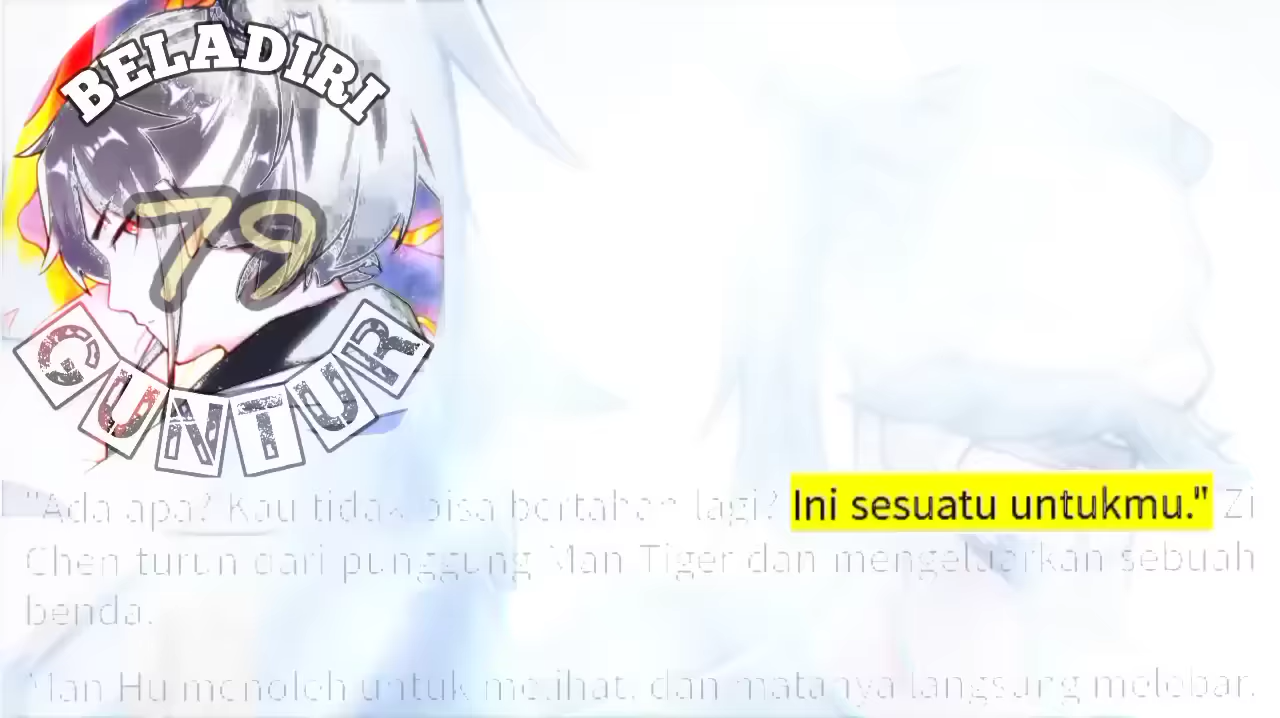 BELADIRI
79
GUNTUR
"Ada apa? Kau tidak bisa bertahan lagi? Ini sesuatu untukmu." Zi
Chen turun dari punggung Man Tiger dan mengeluarkan sebuah
benda.
Man Hu menoleh untuk melihat, dan matanya langsung melebar.